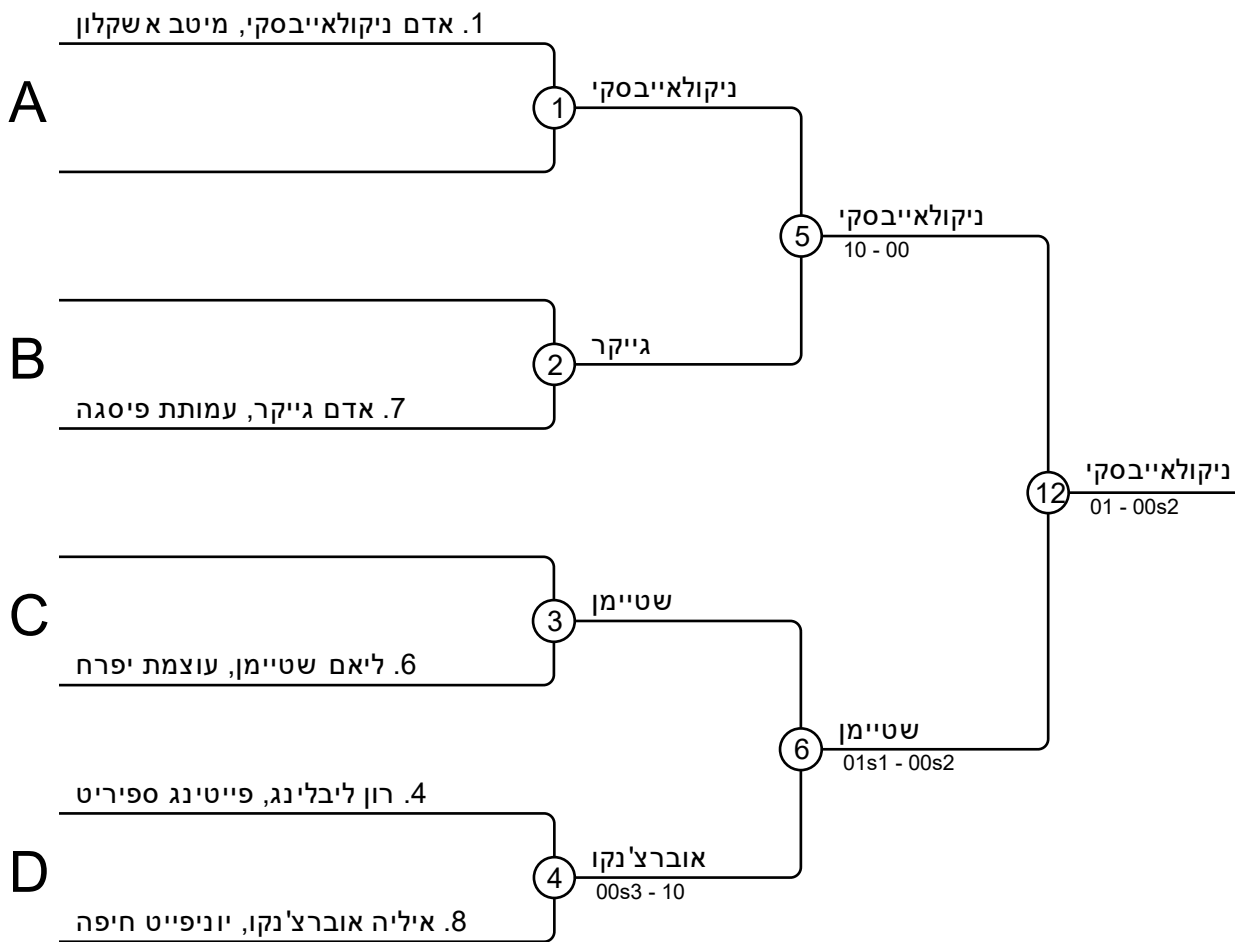 1. אדם ניקולאייבסקי, מיטב אשקלון
A
1
ניקולאייבסקי
5
ניקולאייבסקי
10 - 00
B
2
גייקר
7. אדם גייקר, עמותת פיסגה
12
ניקולאייבסקי
01 - 00s2
C
3
שטיימן
6. ליאם שטיימן, עוצמת יפרח
6
שטיימן
01s1 - 00s2
4. רון ליבלינג, פייטינג ספיריט
D
4
אוברצ'נקו
00s3 - 10
8. איליה אוברצ'נקו, יוניפייט חיפה